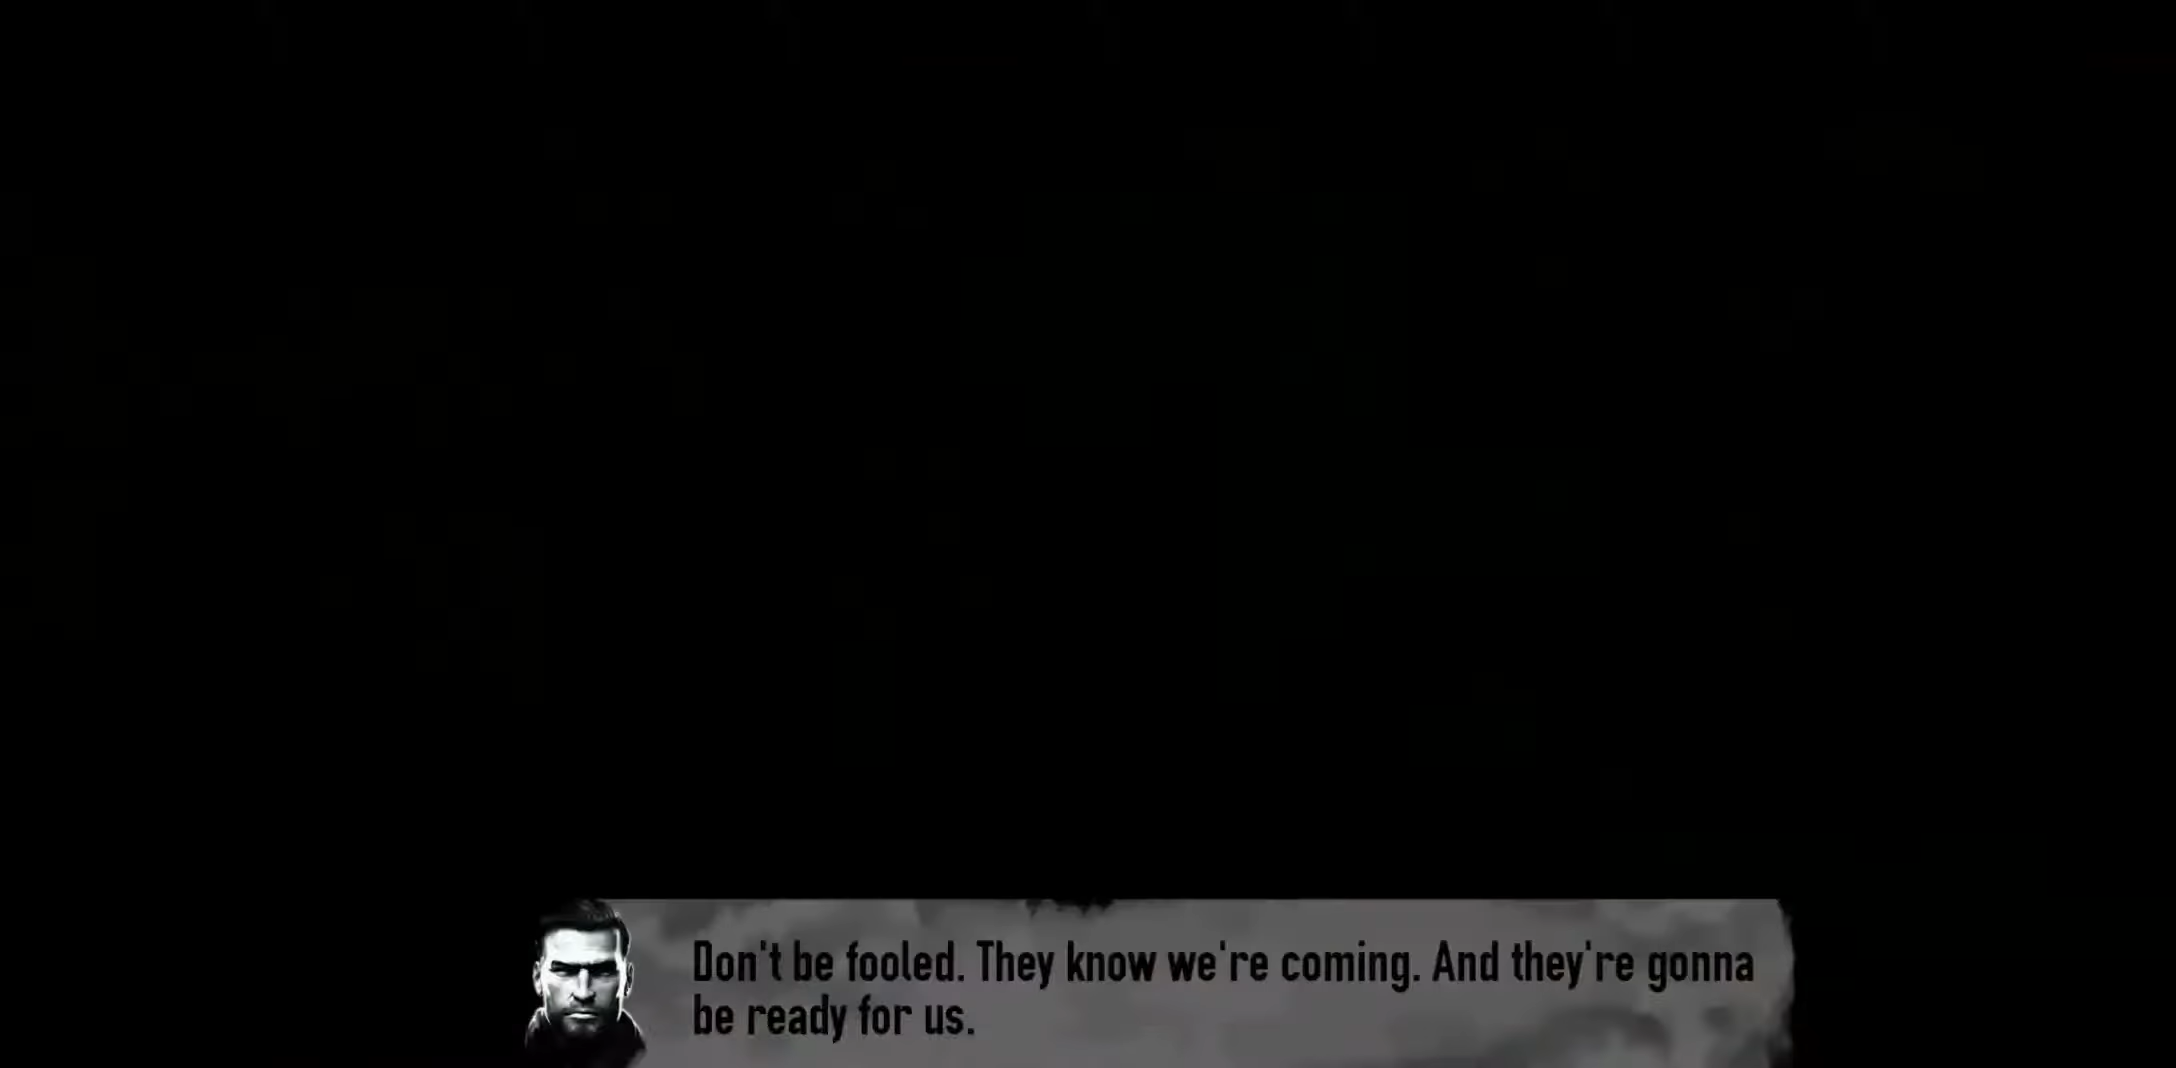 Don't be fooled. They know we're coming. And they're gonna
be ready for us.